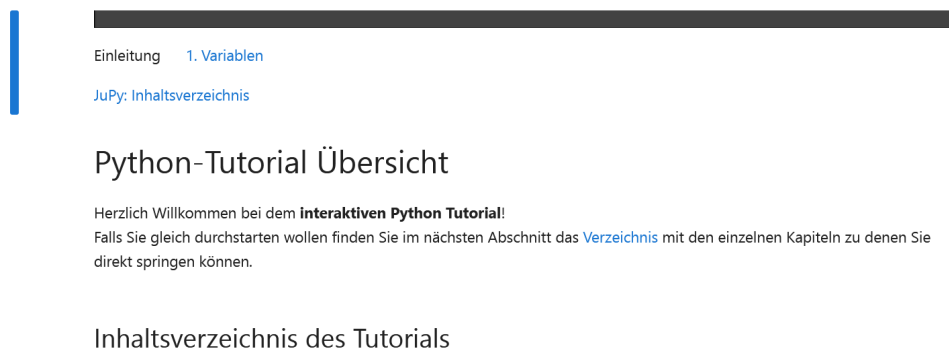 Einleitung 1. Variablen
JuPy: Inhaltsverzeichnis
Python-Tutorial Übersicht
Herzlich Willkommen bei dem interaktiven Python Tutorial!
Falls Sie gleich durchstarten wollen finden Sie im nächsten Abschnitt das Verzeichnis mit den einzelnen Kapiteln zu denen Sie
direkt springen können.
Inhaltsverzeichnis des Tutorials